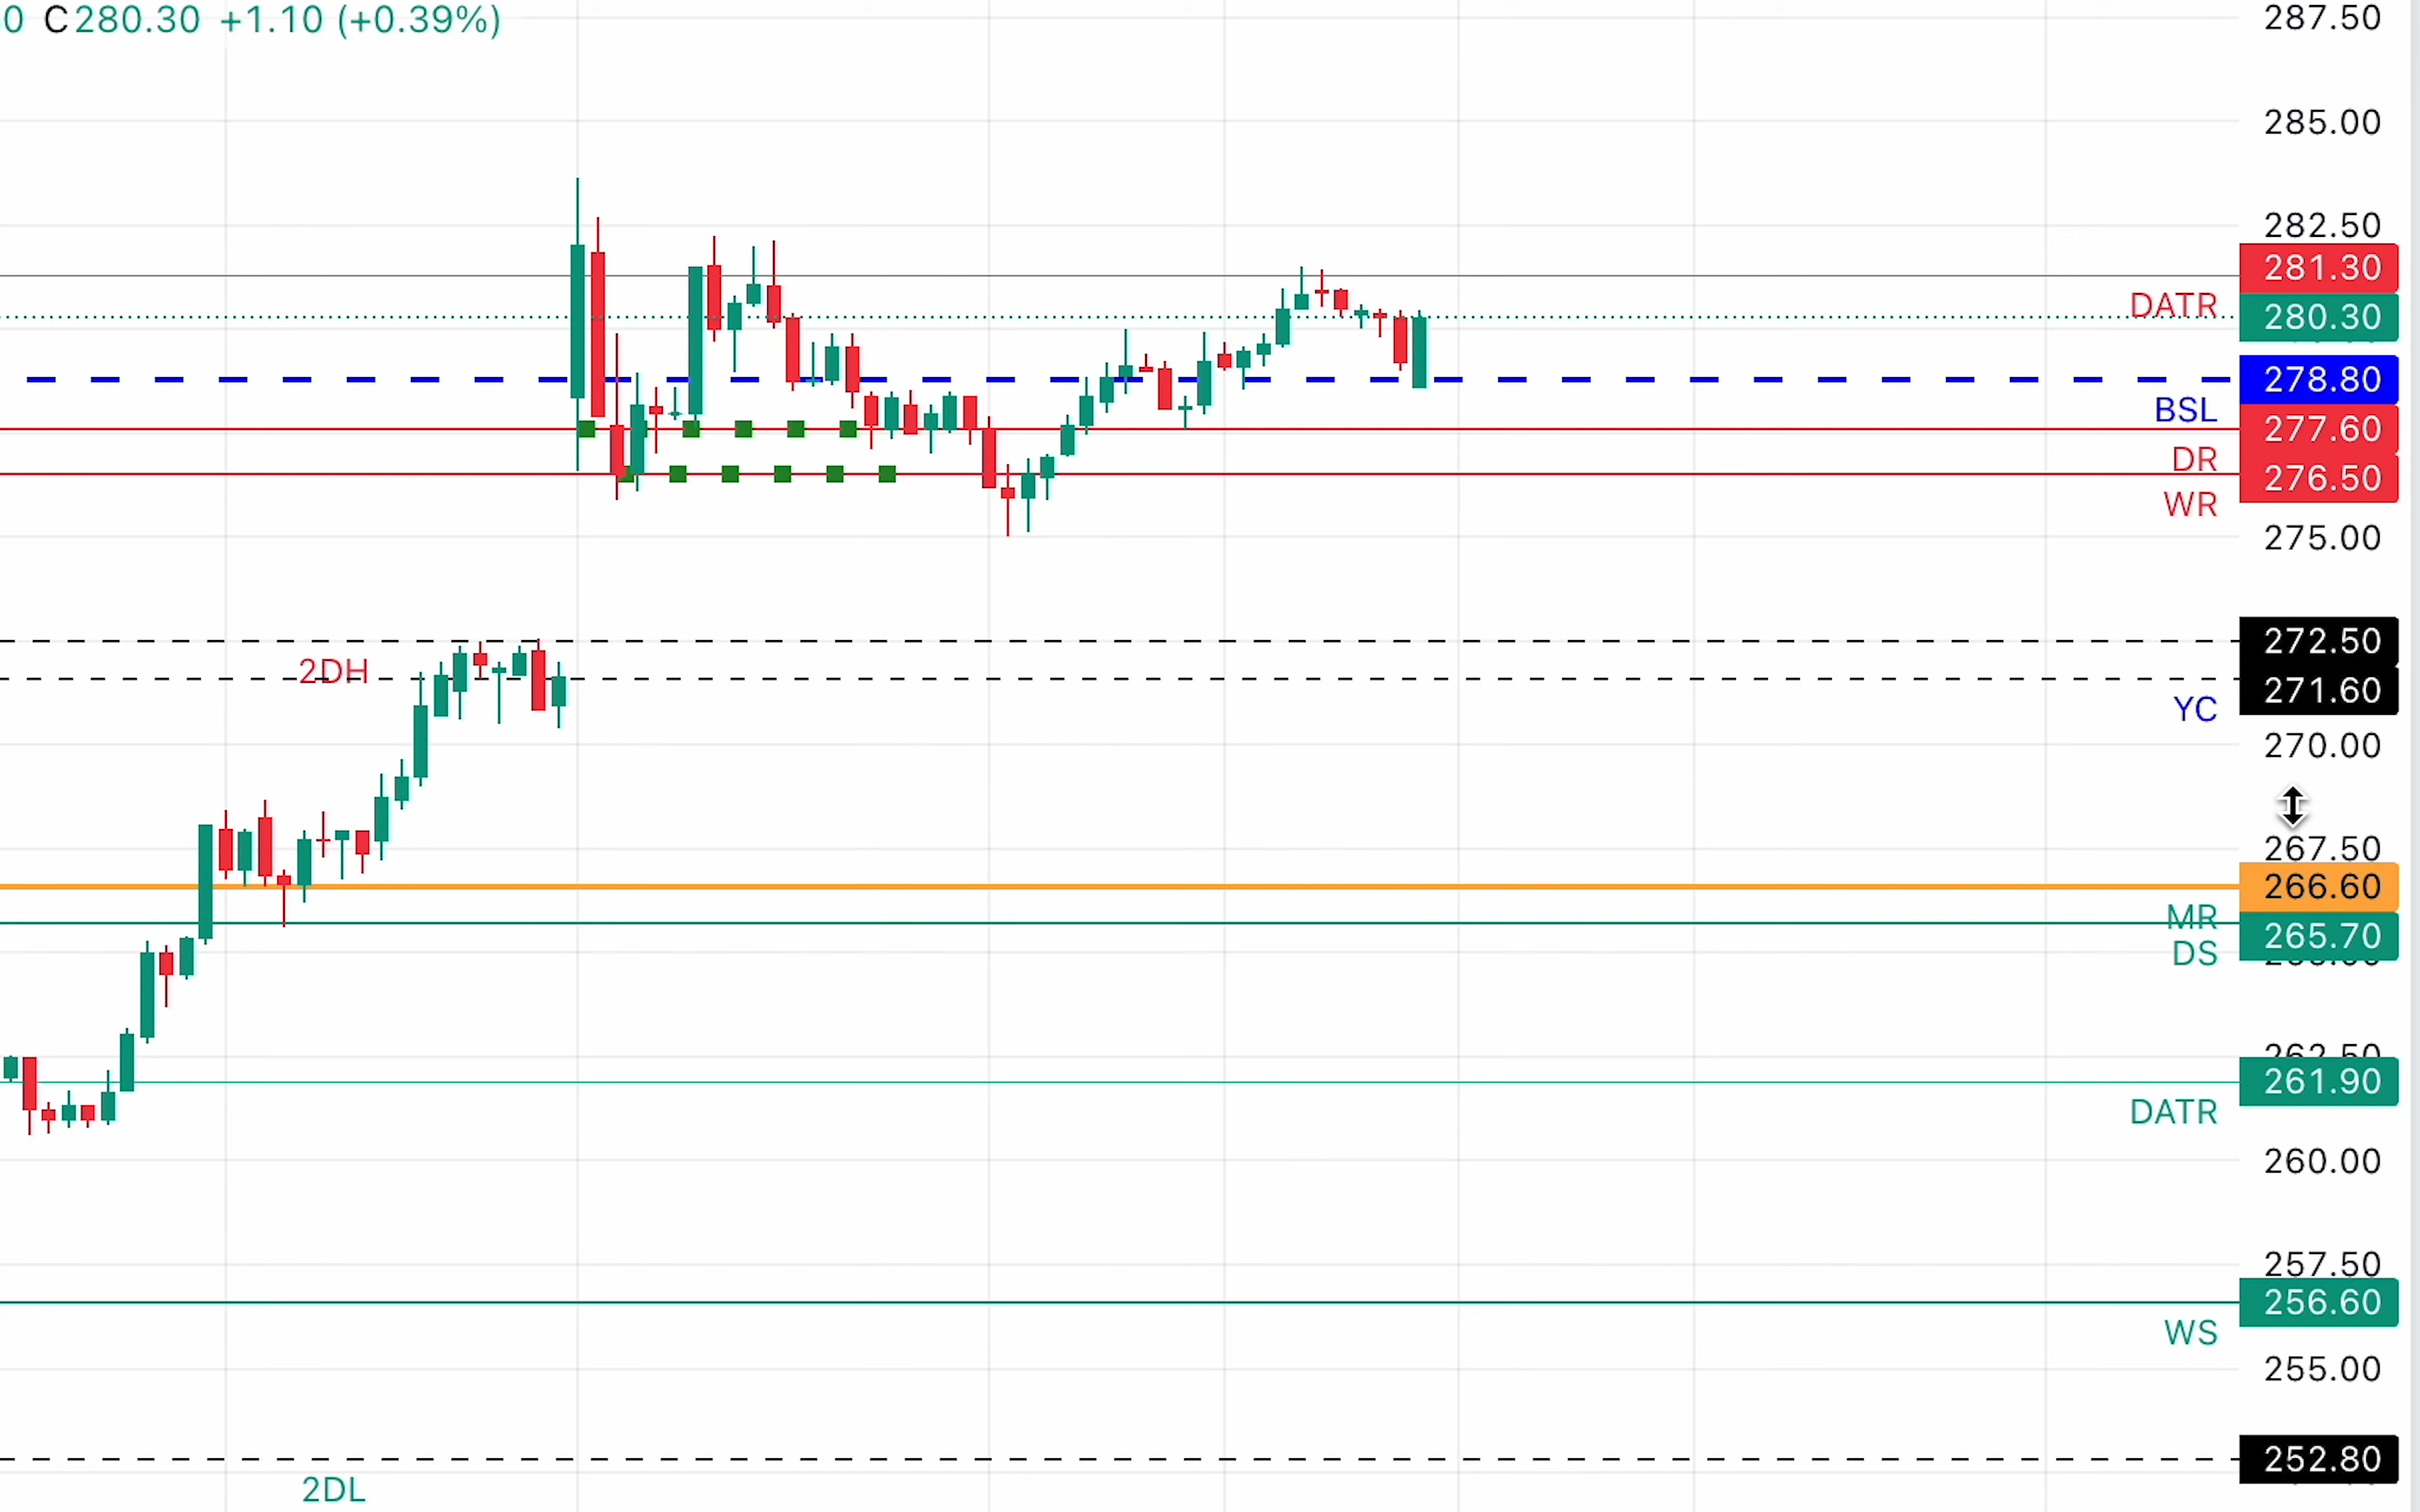 0 C280.30 +1.10 (+0.39%)
287.50
285.00
282.50
281.30
DATR
280.30
278.80
BSL
277.60
DR
276.50
WR
275.00
272.50
2DH
271.60
YC
270.00
267.50
266.60
MR
265.70
DS
262.50
261.90
DATR
260.00
257.50
256.60
WS
255.00
252.80
2DL